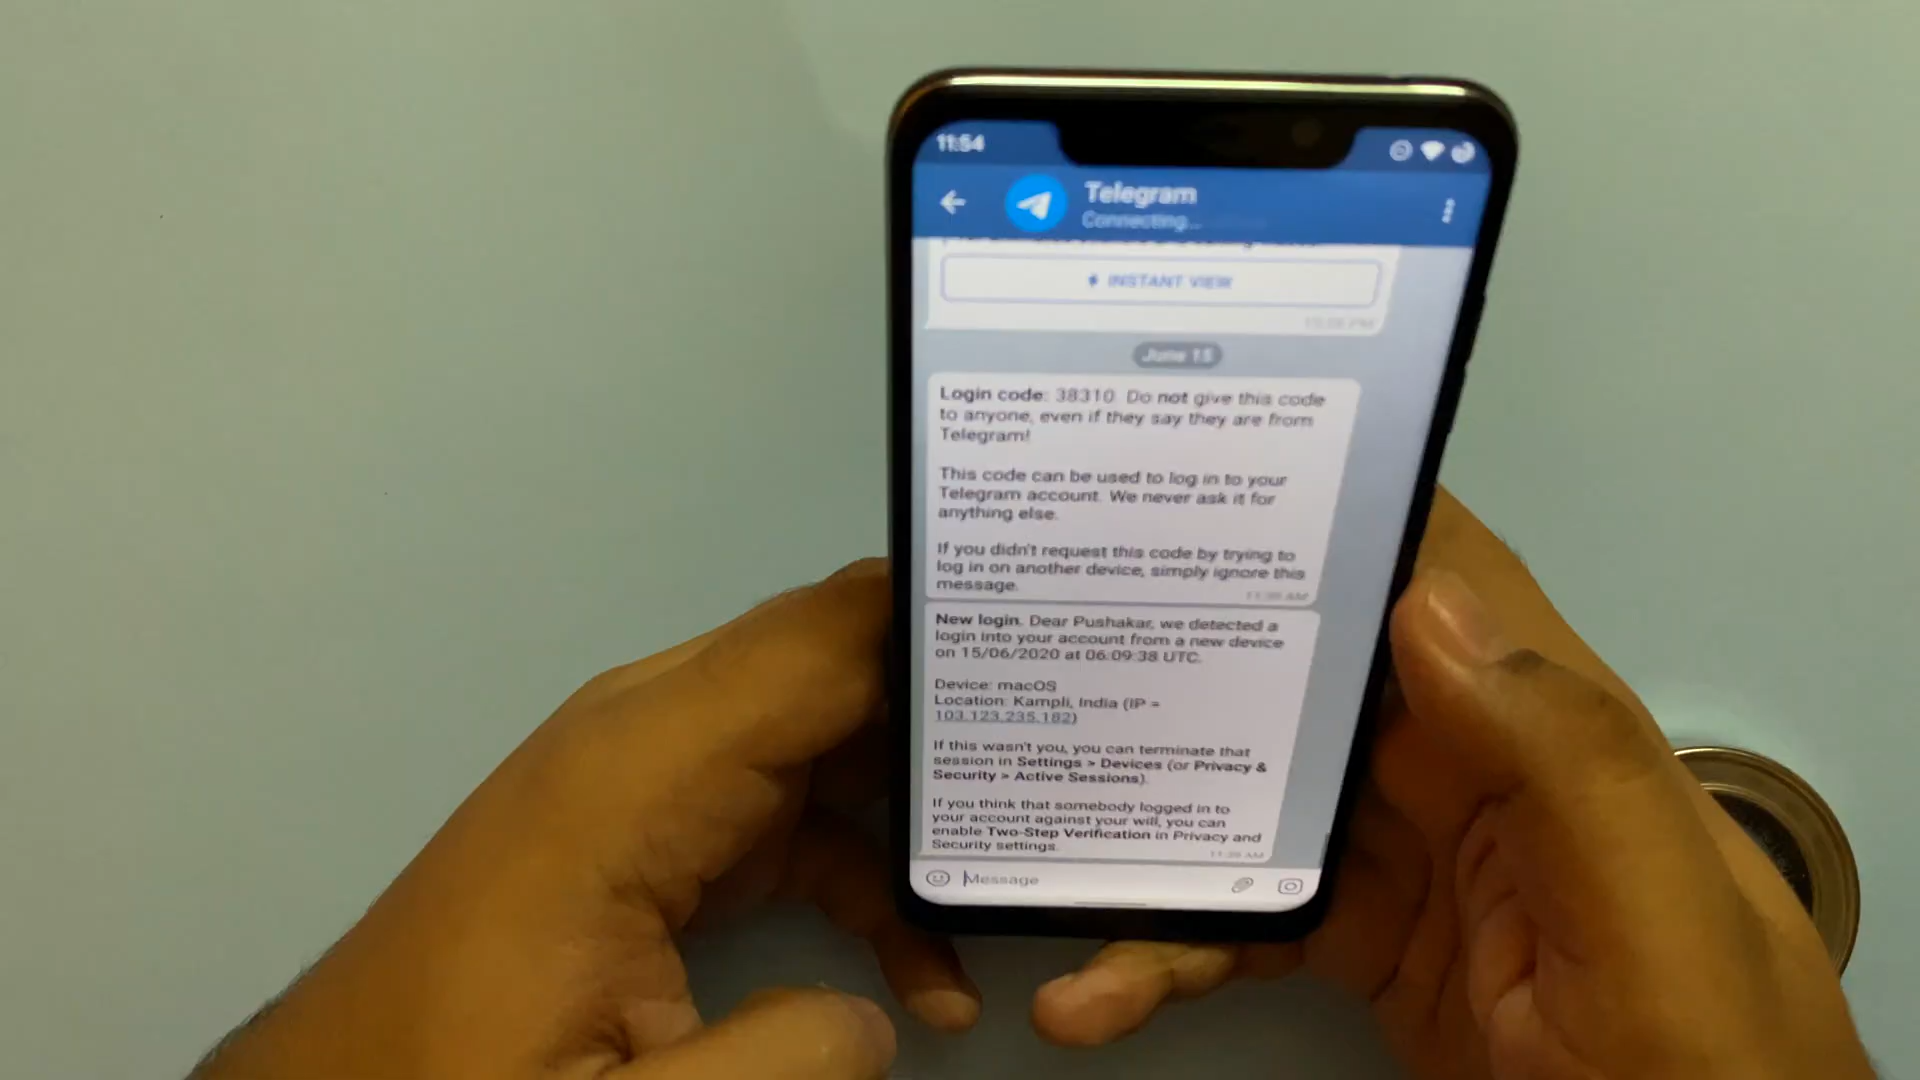 11:54
Telegram
Connecting...
INSTANT VIEW
June 15
Login code: 38310. Do not give this code
to anyone, even if they say they are from
Telegram!
This code can be used to log in to your
Telegram account. We never ask it for
anything else.
If you didn't request this code by trying to
log in on another device, simply ignore this
message.
New login. Dear Pushakar, we detected a
login into your account from a new device
on 15/06/2020 at 06:09:38 UTC.
Device: macOS
Location: Kampli, India (IP =
103.123.235.182)
If this wasn't you, you can terminate that
session in Settings > Devices (or Privacy &
Security > Active Sessions).
If you think that somebody logged in to
your account against your will, you can
enable Two-Step Verification in Privacy and
Security settings.
11:39 AM
Message